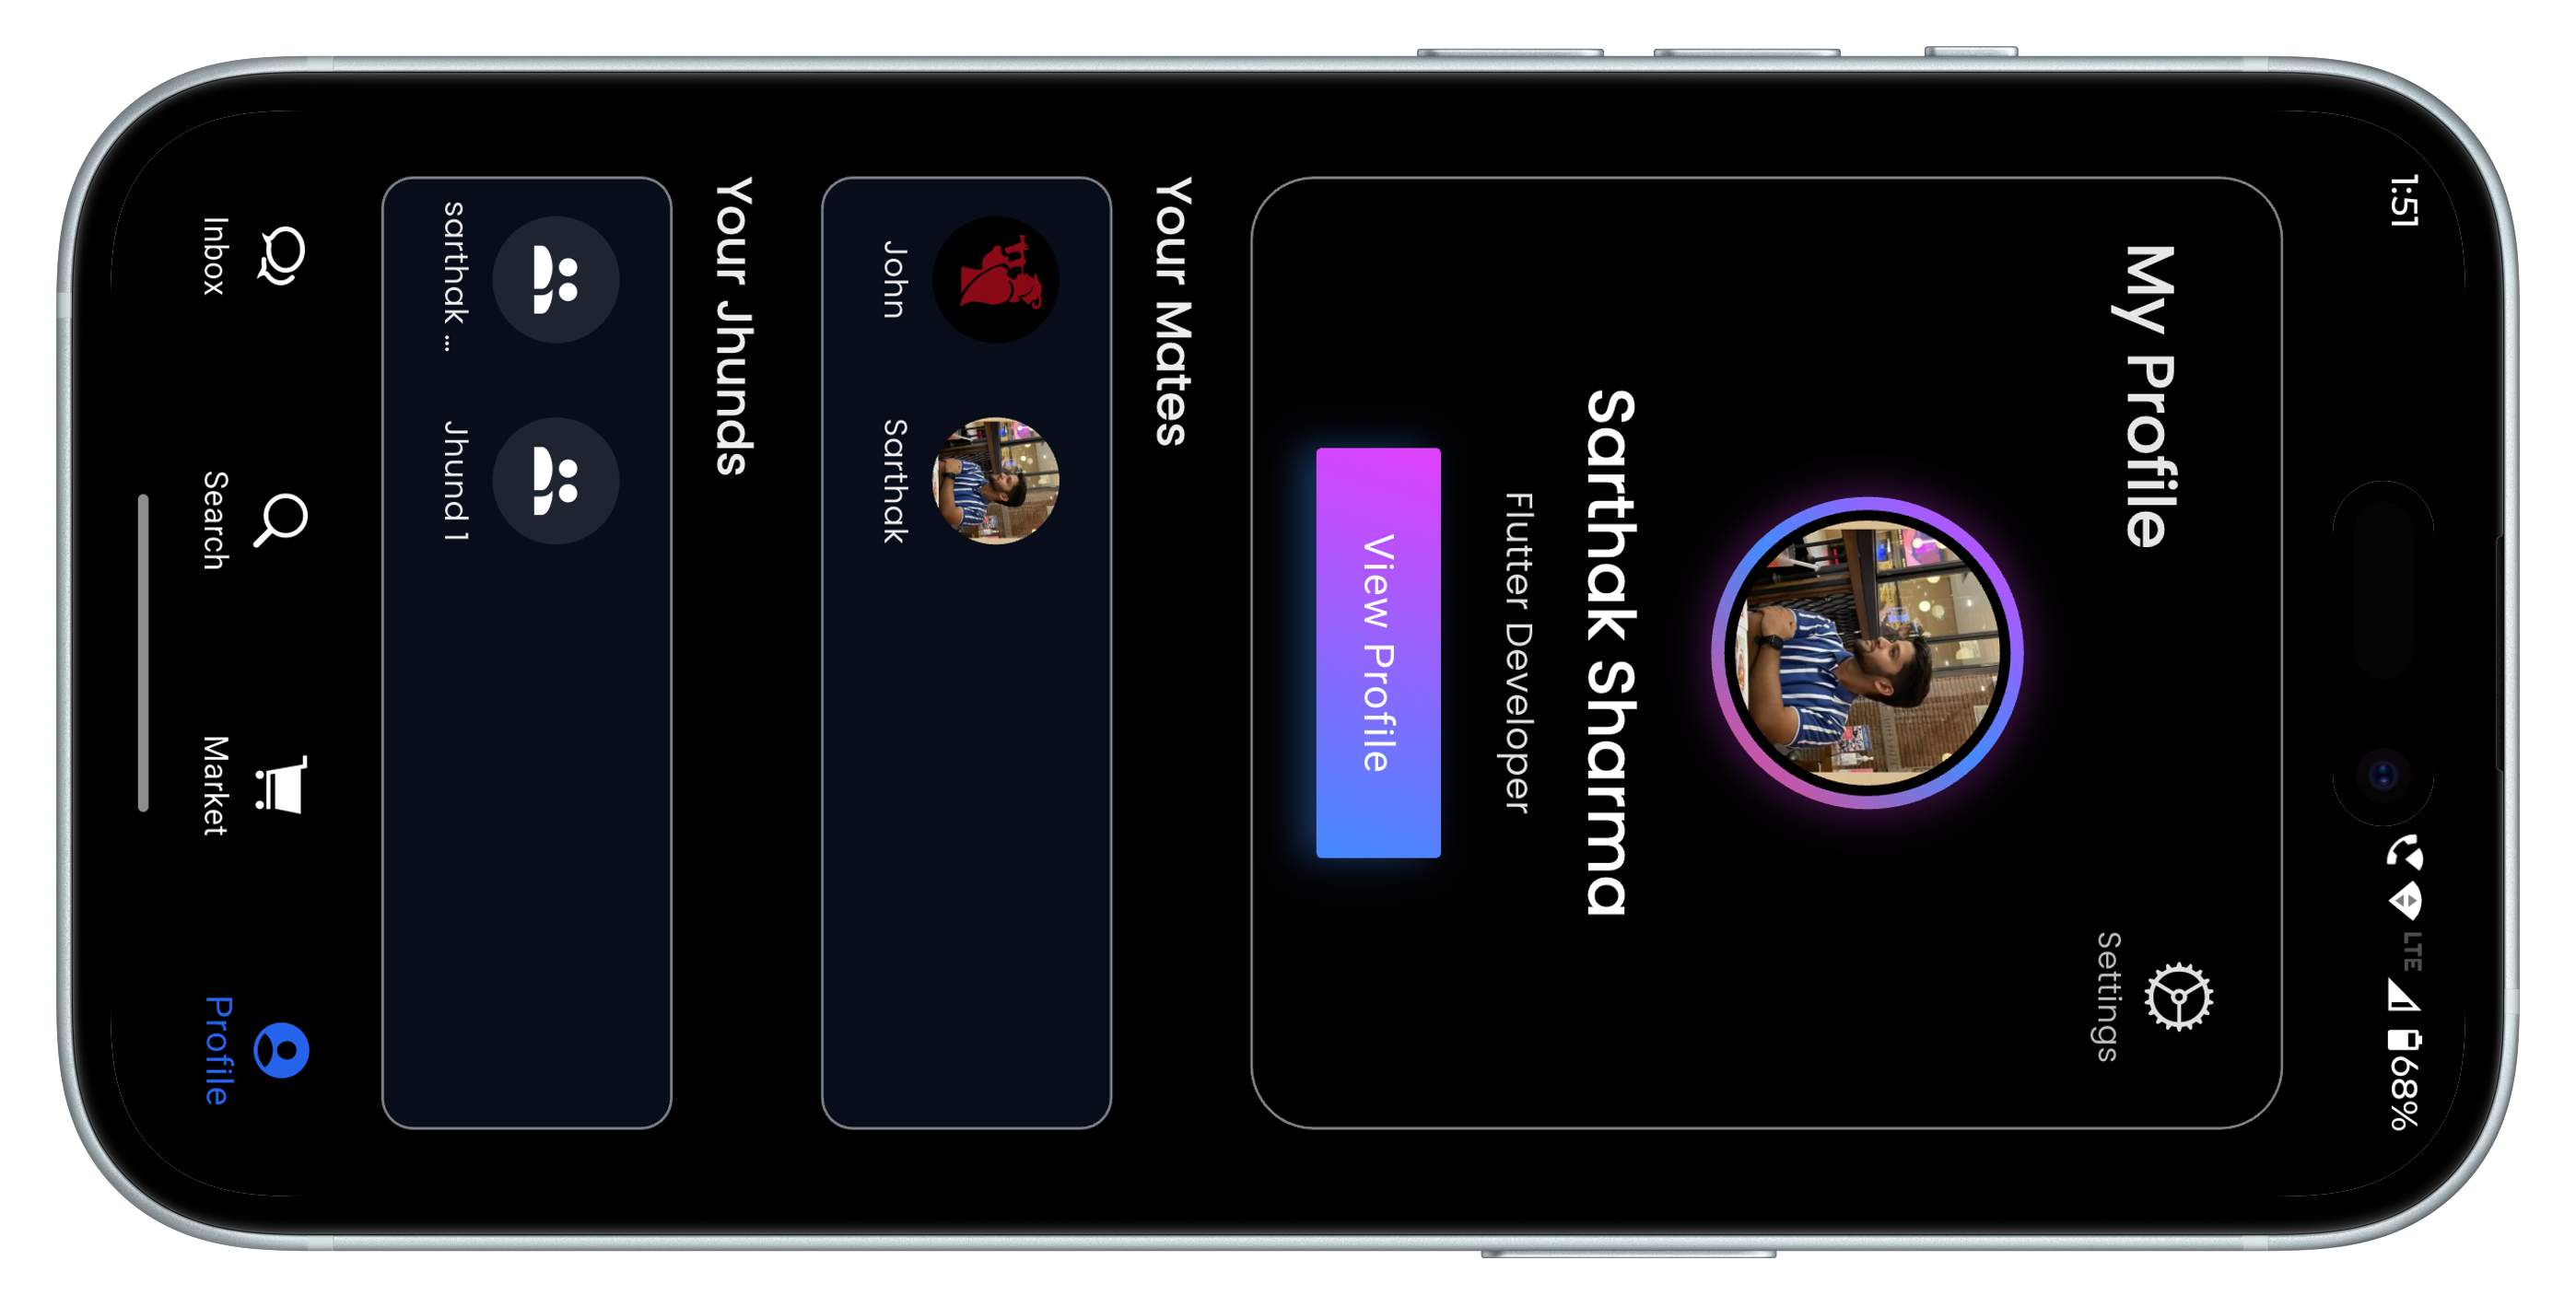 1:51
LTE
68%
My Profile
Settings
Sarthak Sharma
Flutter Developer
View Profile
Your Mates
John
Sarthak
Your Jhunds
sarthak ...
Jhund 1
Inbox
Search
Market
Profile